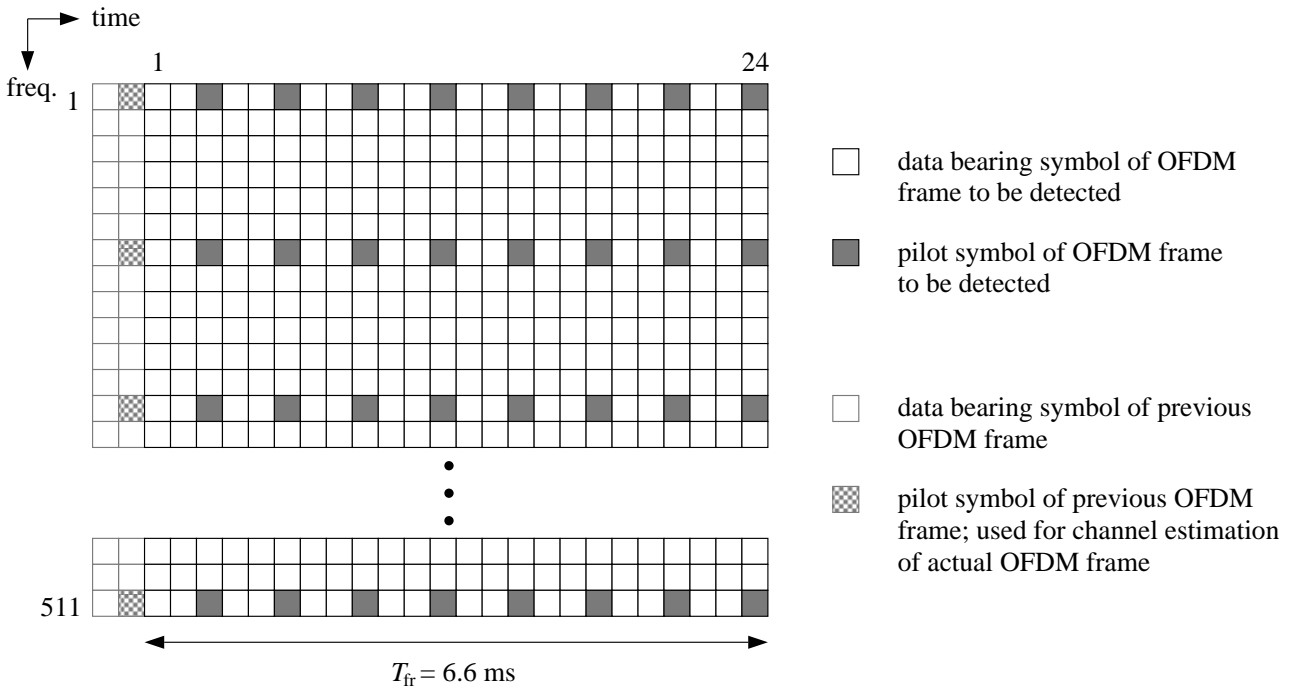 time
freq.
1
24
1
511
T_fr = 6.6 ms
data bearing symbol of OFDM
frame to be detected
pilot symbol of OFDM frame
to be detected
data bearing symbol of previous
OFDM frame
pilot symbol of previous OFDM
frame; used for channel estimation
of actual OFDM frame